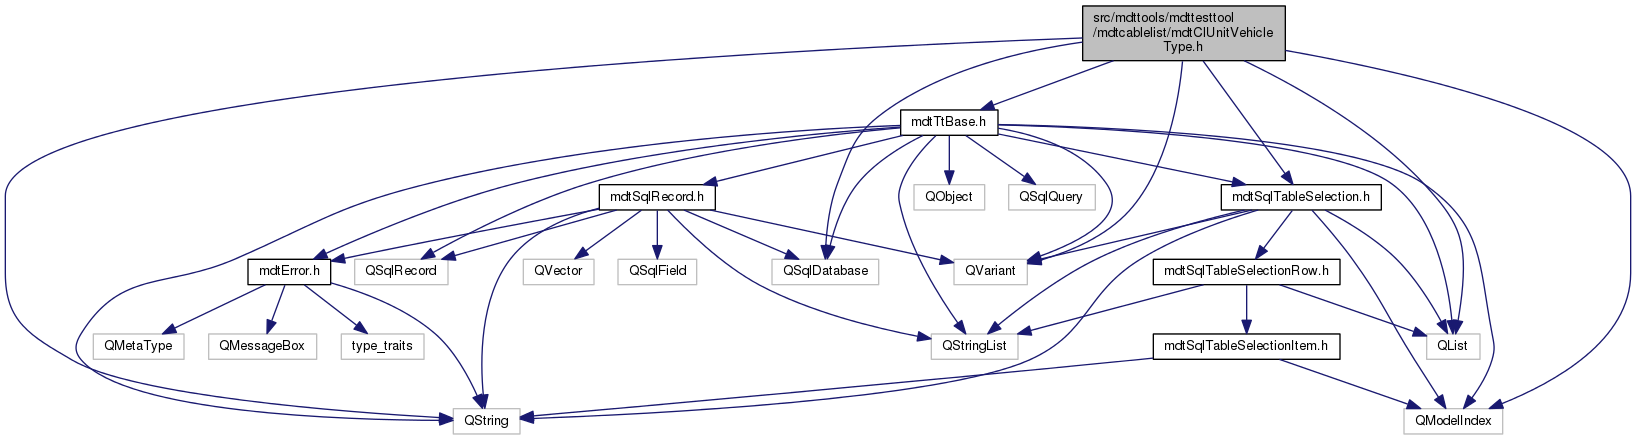 src/mdttools/mdttesttool
/mdtcablelist/mdtClUnitVehicle
Type.h
mdtTtBase.h
mdtSqlRecord.h
QObject
QSqlQuery
mdtSqlTableSelection.h
mdtError.h
QSqlRecord
QVector
QSqlField
QSqlDatabase
QVariant
mdtSqlTableSelectionRow.h
QMetaType
QMessageBox
type_traits
QStringList
mdtSqlTableSelectionItem.h
QList
QString
QModelIndex